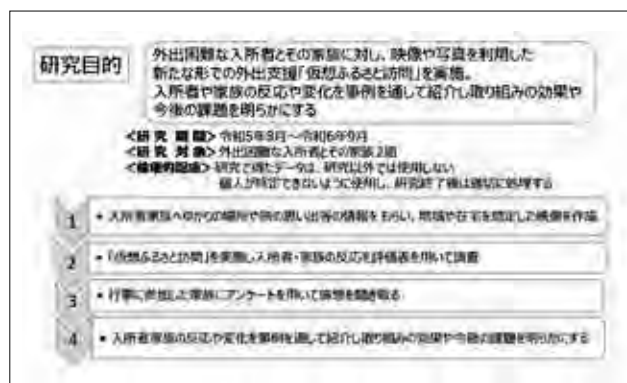 研究目的
外出困難な入所者とその家族に対し、映像や写真を利用した
新たな形での外出支援「仮想ふるさと訪問」を実施。
入所者や家族の反応や変化を事例を通して紹介し取り組みの効果や
今後の課題を明らかにする
<研究期間>令和5年8月～令和6年9月
<研究対象>外出困難な入所者とその家族2組
<倫理的配慮>研究で得たデータは、研究以外では使用しない
個人が特定できないように使用し、研究終了後は適切に処理する
1 • 入所者家族へゆかりの場所や昔の思い出等の情報をもらい、地域や在宅を想定した映像を作成
2 • 「仮想ふるさと訪問」を実施し入所者・家族の反応を評価表を用いて調査
3 • 行事に参加した家族にアンケートを用いて感想を聞き取る
4 • 入所者家族の反応や変化を事例を通して紹介し取り組みの効果や今後の課題を明らかにする